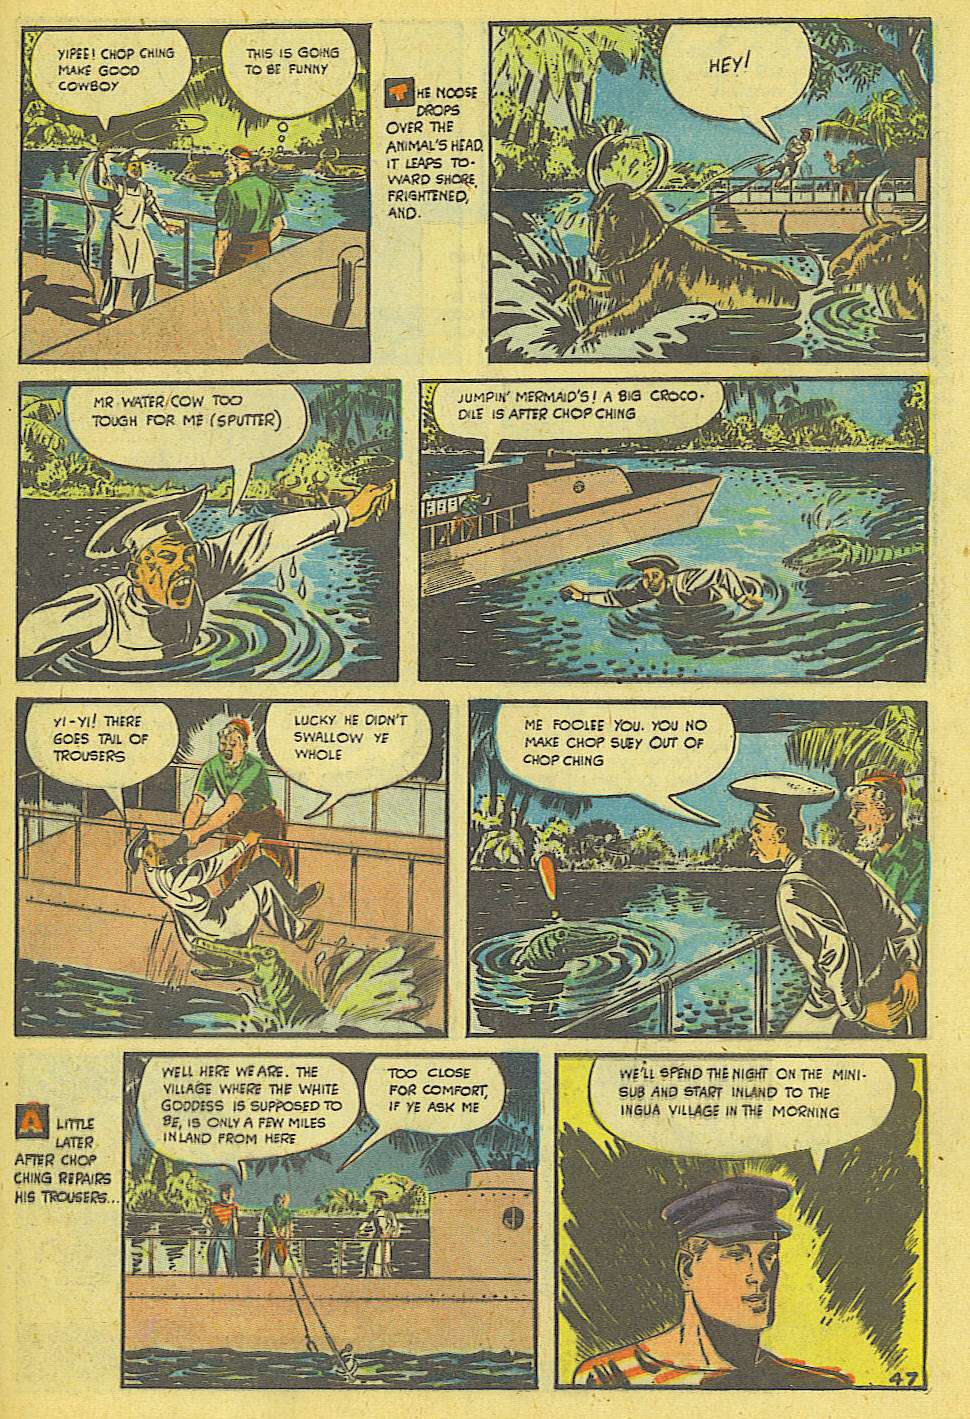 YIPEE! CHOP CHING
MAKE GOOD
COWBOY
THIS IS GOING
TO BE FUNNY
THE NOOSE
DROPS
OVER THE
ANIMAL'S HEAD.
IT LEAPS TO-
WARD SHORE,
FRIGHTENED,
AND.
HEY!
MR WATER/COW TOO
TOUGH FOR ME (SPUTTER)
JUMPIN' MERMAID'S! A BIG CROCO-
DILE IS AFTER CHOP CHING
YI-YI! THERE
GOES TAIL OF
TROUSERS
LUCKY HE DIDN'T
SWALLOW YE
WHOLE
ME FOOLEE YOU. YOU NO
MAKE CHOP SUEY OUT OF
CHOP CHING
!
A LITTLE
LATER
AFTER CHOP
CHING REPAIRS
HIS TROUSERS...
WELL HERE WE ARE. THE
VILLAGE WHERE THE WHITE
GODDESS IS SUPPOSED TO
BE, IS ONLY A FEW MILES
INLAND FROM HERE
TOO CLOSE
FOR COMFORT,
IF YE ASK ME
WE'LL SPEND THE NIGHT ON THE MINI-
SUB AND START INLAND TO THE
INGUA VILLAGE IN THE MORNING
47